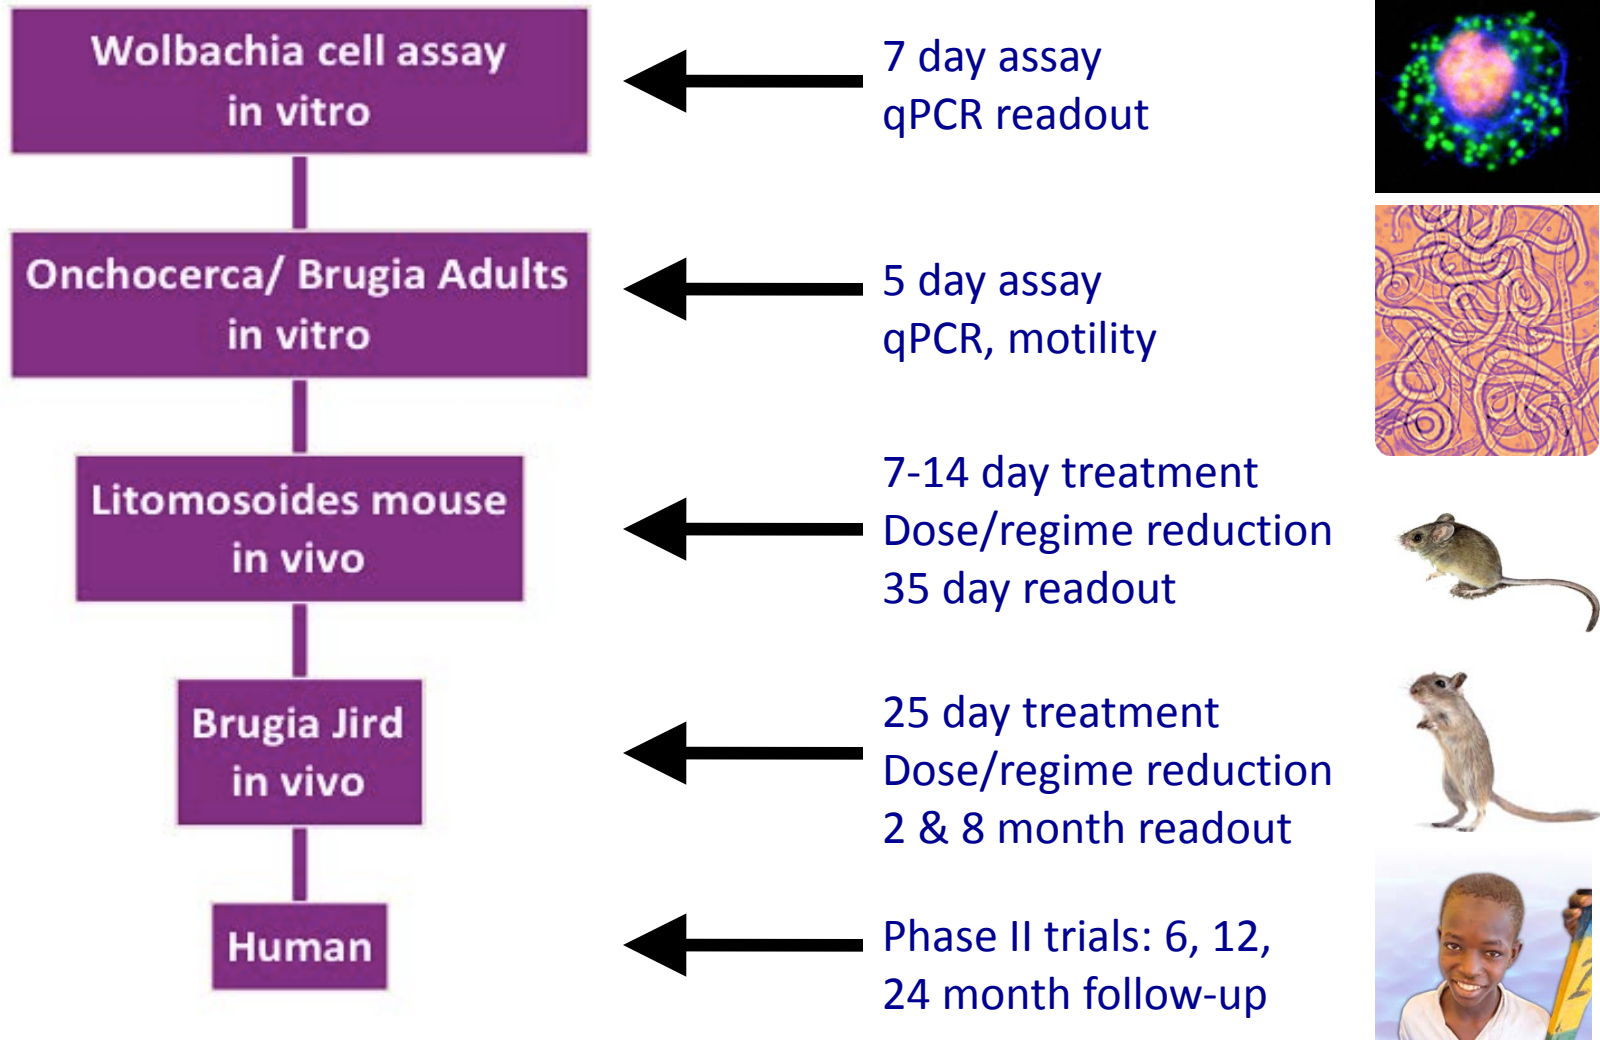 Wolbachia cell assay
in vitro
7 day assay
qPCR readout
Onchocerca/ Brugia Adults
in vitro
5 day assay
qPCR, motility
Litomosoides mouse
in vivo
7-14 day treatment
Dose/regime reduction
35 day readout
Brugia Jird
in vivo
25 day treatment
Dose/regime reduction
2 & 8 month readout
Human
Phase II trials: 6, 12,
24 month follow-up